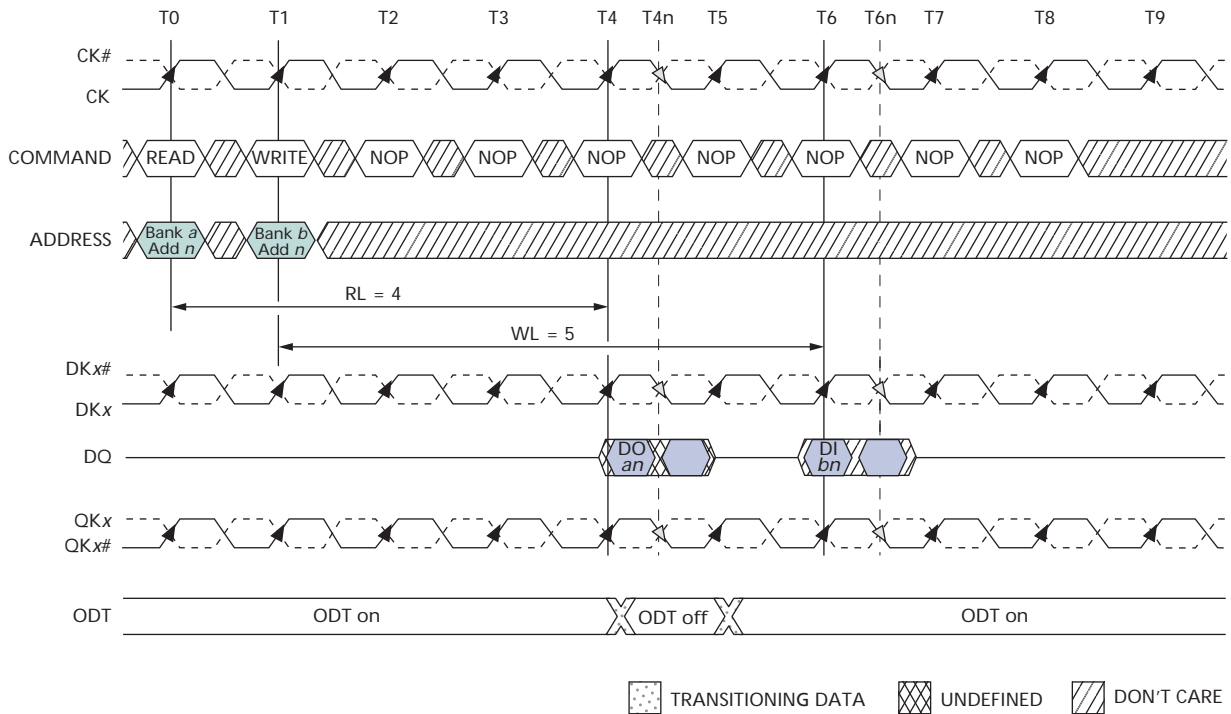 T0 T1 T2 T3 T4 T4n T5 T6 T6n T7 T8 T9
CK#
CK
COMMAND READ WRITE NOP NOP NOP NOP NOP NOP NOP
ADDRESS Bank a Add n Bank b Add n
RL = 4
WL = 5
DKx#
DKx
DQ DO an DI bn
QKx
QKx#
ODT ODT on ODT off ODT on
TRANSITIONING DATA UNDEFINED DON'T CARE